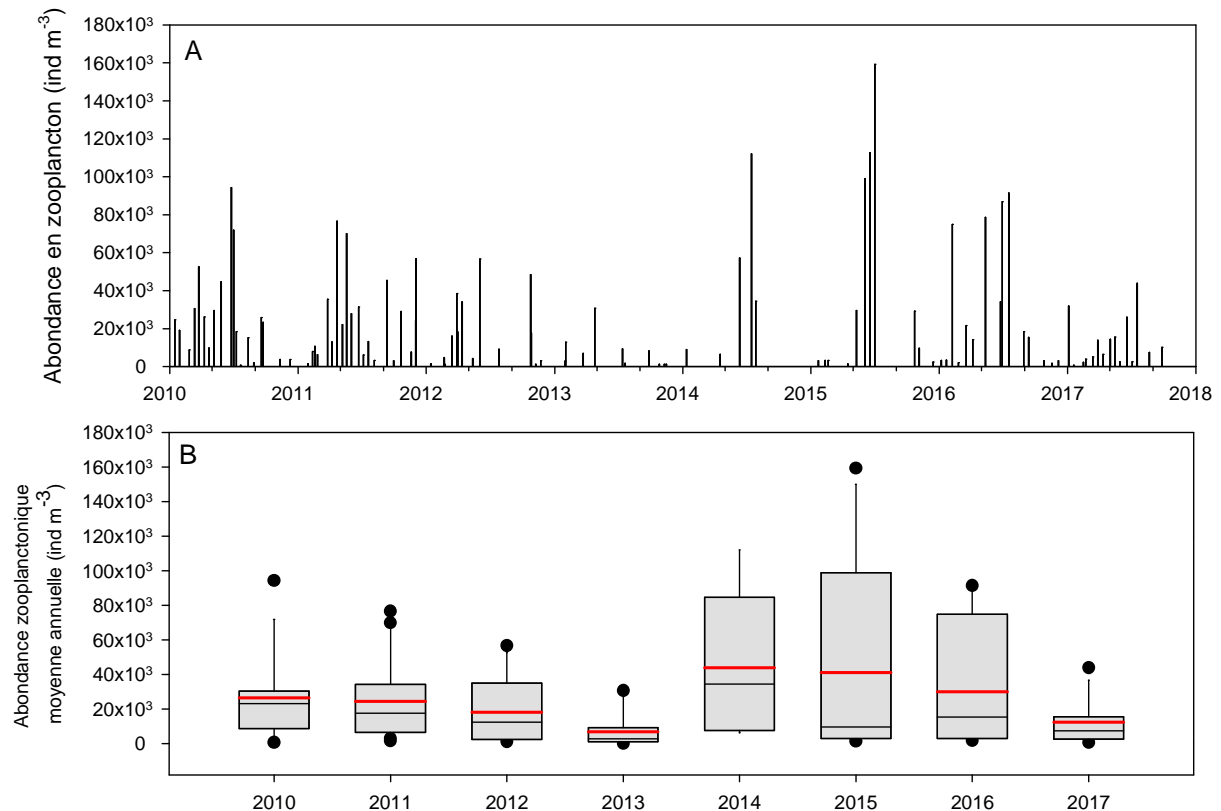 A
Abondance en zooplancton (ind m⁻³)
180x10³
160x10³
140x10³
120x10³
100x10³
80x10³
60x10³
40x10³
20x10³
0
2010 2011 2012 2013 2014 2015 2016 2017 2018
B
Abondance zooplanctonique
moyenne annuelle (ind m⁻³)
180x10³
160x10³
140x10³
120x10³
100x10³
80x10³
60x10³
40x10³
20x10³
0
2010 2011 2012 2013 2014 2015 2016 2017